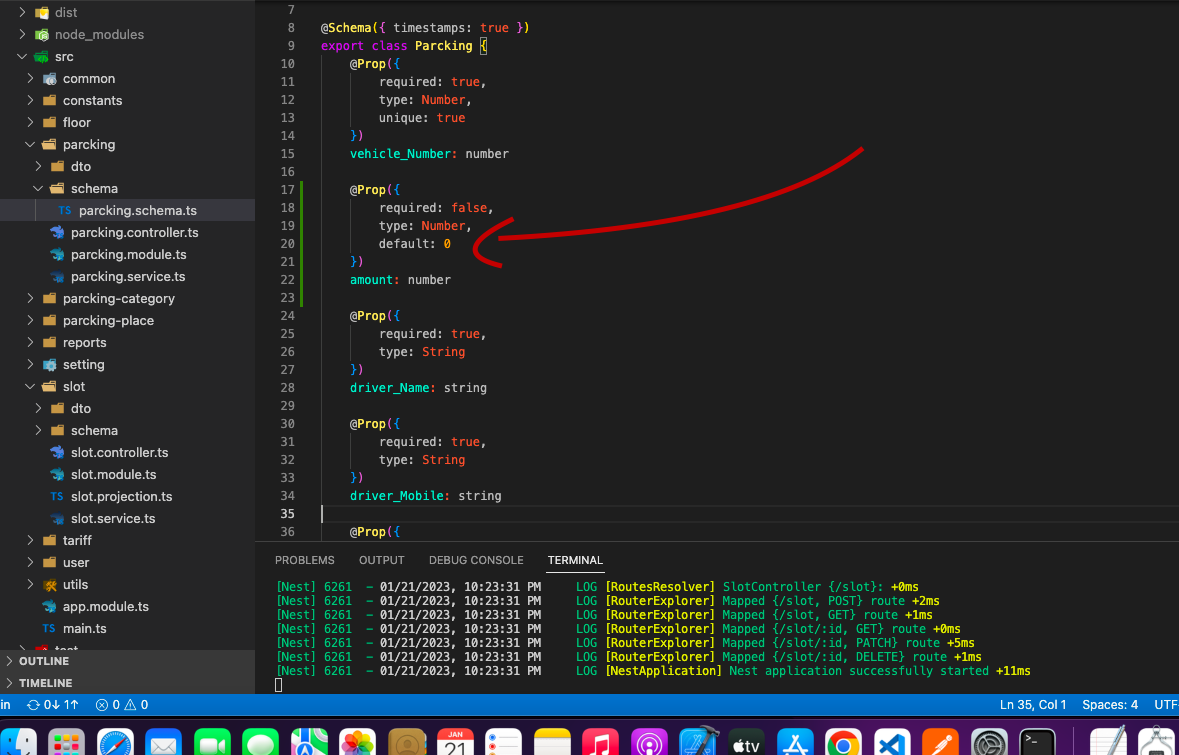 dist
node_modules
src
common
constants
floor
parcking
dto
schema
TS parcking.schema.ts
parcking.controller.ts
parcking.module.ts
parcking.service.ts
parcking-category
parcking-place
reports
setting
slot
dto
schema
slot.controller.ts
slot.module.ts
TS slot.projection.ts
slot.service.ts
tariff
user
utils
app.module.ts
TS main.ts
test
OUTLINE
TIMELINE
7
8 @Schema({ timestamps: true })
9 export class Parcking {
10 @Prop({
11 required: true,
12 type: Number,
13 unique: true
14 })
15 vehicle_Number: number
16
17 @Prop({
18 required: false,
19 type: Number,
20 default: 0
21 })
22 amount: number
23
24 @Prop({
25 required: true,
26 type: String
27 })
28 driver_Name: string
29
30 @Prop({
31 required: true,
32 type: String
33 })
34 driver_Mobile: string
35
36 @Prop({
PROBLEMS OUTPUT DEBUG CONSOLE TERMINAL
[Nest] 6261 - 01/21/2023, 10:23:31 PM LOG [RoutesResolver] SlotController {/slot}: +0ms
[Nest] 6261 - 01/21/2023, 10:23:31 PM LOG [RouterExplorer] Mapped {/slot, POST} route +2ms
[Nest] 6261 - 01/21/2023, 10:23:31 PM LOG [RouterExplorer] Mapped {/slot, GET} route +1ms
[Nest] 6261 - 01/21/2023, 10:23:31 PM LOG [RouterExplorer] Mapped {/slot/:id, GET} route +0ms
[Nest] 6261 - 01/21/2023, 10:23:31 PM LOG [RouterExplorer] Mapped {/slot/:id, PATCH} route +5ms
[Nest] 6261 - 01/21/2023, 10:23:31 PM LOG [RouterExplorer] Mapped {/slot/:id, DELETE} route +1ms
[Nest] 6261 - 01/21/2023, 10:23:31 PM LOG [NestApplication] Nest application successfully started +11ms
in 0↓ 1↑ 0 0 Ln 35, Col 1 Spaces: 4 UTF-
JAN
21
tv